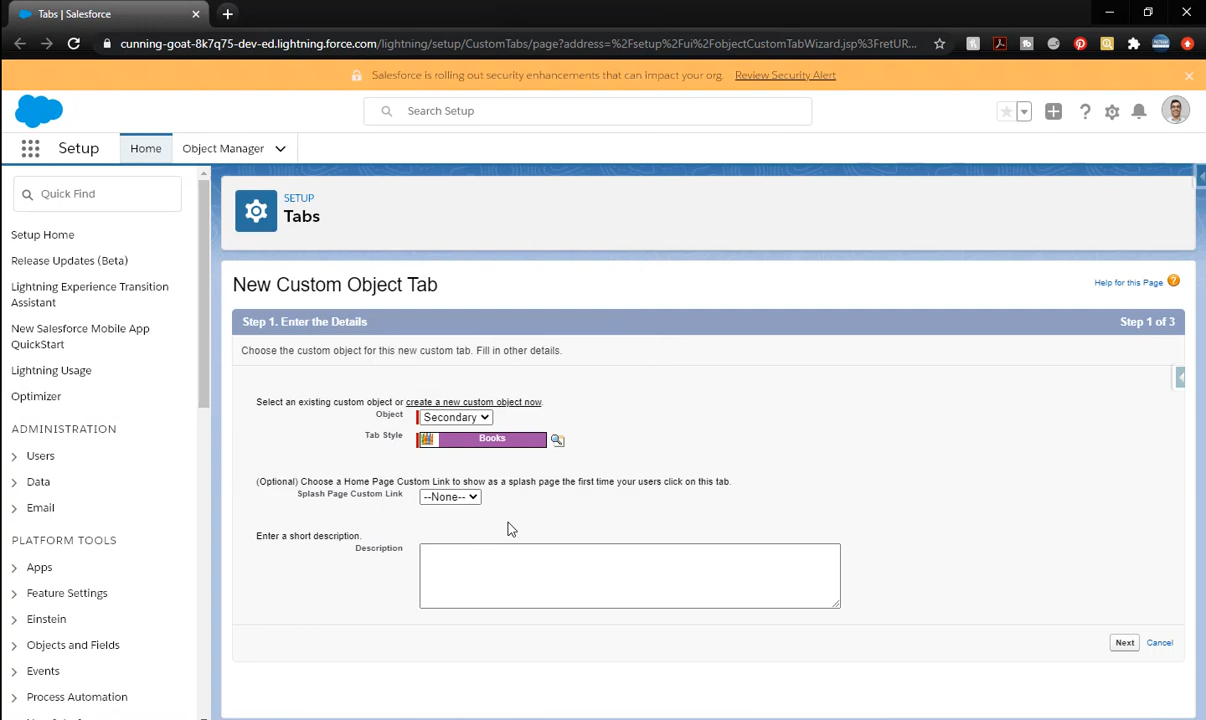 Tabs | Salesforce
cunning-goat-8k7q75-dev-ed.lightning.force.com/lightning/setup/CustomTabs/page?address=%2Fsetup%2Fui%2FobjectCustomTabWizard.jsp%3FretUR...
Salesforce is rolling out security enhancements that can impact your org. Review Security Alert
Search Setup
Setup Home Object Manager
Quick Find
Setup Home
Release Updates (Beta)
Lightning Experience Transition
Assistant
New Salesforce Mobile App
QuickStart
Lightning Usage
Optimizer
ADMINISTRATION
Users
Data
Email
PLATFORM TOOLS
Apps
Feature Settings
Einstein
Objects and Fields
Events
Process Automation
SETUP
Tabs
New Custom Object Tab
Help for this Page
Step 1. Enter the Details Step 1 of 3
Choose the custom object for this new custom tab. Fill in other details.
Select an existing custom object or create a new custom object now.
Object Secondary
Tab Style Books
(Optional) Choose a Home Page Custom Link to show as a splash page the first time your users click on this tab.
Splash Page Custom Link --None--
Enter a short description.
Description
Next Cancel